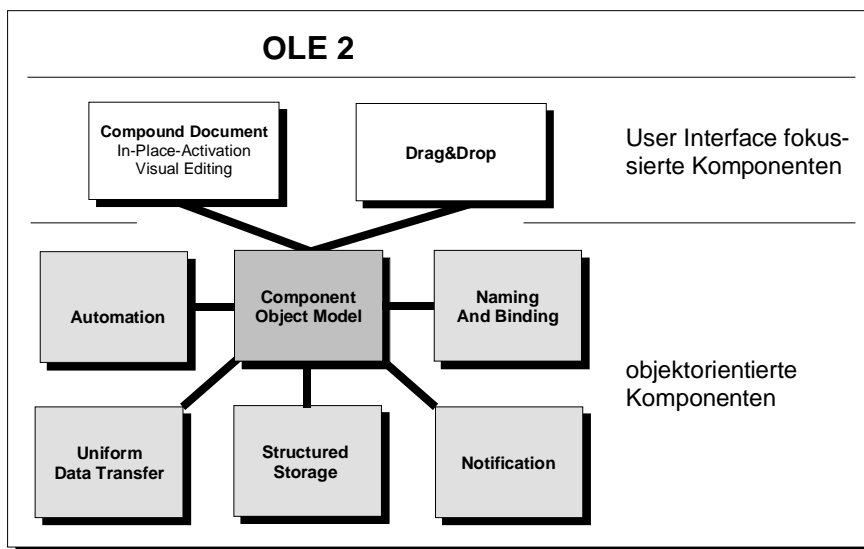 OLE 2
Compound Document
In-Place-Activation
Visual Editing
Drag&Drop
User Interface fokus-
sierte Komponenten
Automation
Component
Object Model
Naming
And Binding
objektorientierte
Komponenten
Uniform
Data Transfer
Structured
Storage
Notification